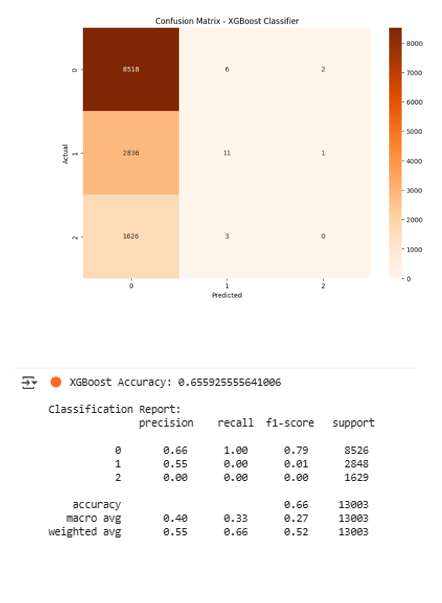 Confusion Matrix - XGBoost Classifier
8000
7000
6000
5000
4000
3000
2000
1000
0
Actual
0
8518 6 2
1
2836 11 1
2
1626 3 0
0 1 2
Predicted
XGBoost Accuracy: 0.655925555641006
Classification Report:
precision recall f1-score support
0 0.66 1.00 0.79 8526
1 0.55 0.00 0.01 2848
2 0.00 0.00 0.00 1629
accuracy 0.66 13003
macro avg 0.40 0.33 0.27 13003
weighted avg 0.55 0.66 0.52 13003